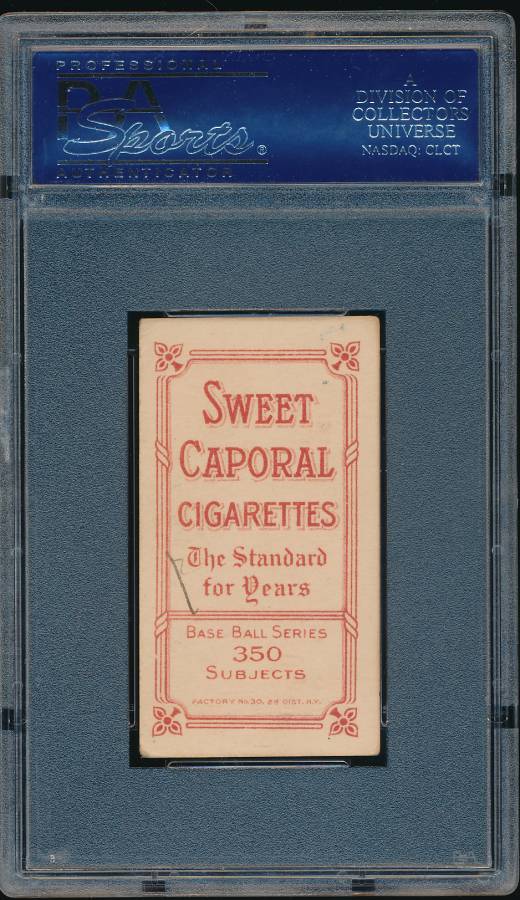 PROFESSIONAL
PSA
Sports®
AUTHENTICATOR
A
DIVISION OF
COLLECTORS
UNIVERSE
NASDAQ: CLCT
SWEET
CAPORAL
CIGARETTES
The Standard
for Years
BASE BALL SERIES
350
SUBJECTS
FACTORY No. 30, 2d DIST. N.Y.